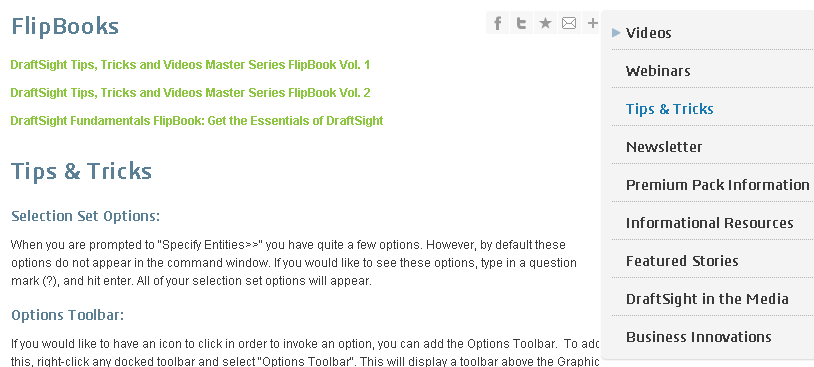 FlipBooks
DraftSight Tips, Tricks and Videos Master Series FlipBook Vol. 1
DraftSight Tips, Tricks and Videos Master Series FlipBook Vol. 2
DraftSight Fundamentals FlipBook: Get the Essentials of DraftSight
Tips & Tricks
Selection Set Options:
When you are prompted to "Specify Entities>>" you have quite a few options. However, by default these
options do not appear in the command window. If you would like to see these options, type in a question
mark (?), and hit enter. All of your selection set options will appear.
Options Toolbar:
If you would like to have an icon to click in order to invoke an option, you can add the Options Toolbar. To add
this, right-click any docked toolbar and select "Options Toolbar". This will display a toolbar above the Graphic
Videos
Webinars
Tips & Tricks
Newsletter
Premium Pack Information
Informational Resources
Featured Stories
DraftSight in the Media
Business Innovations